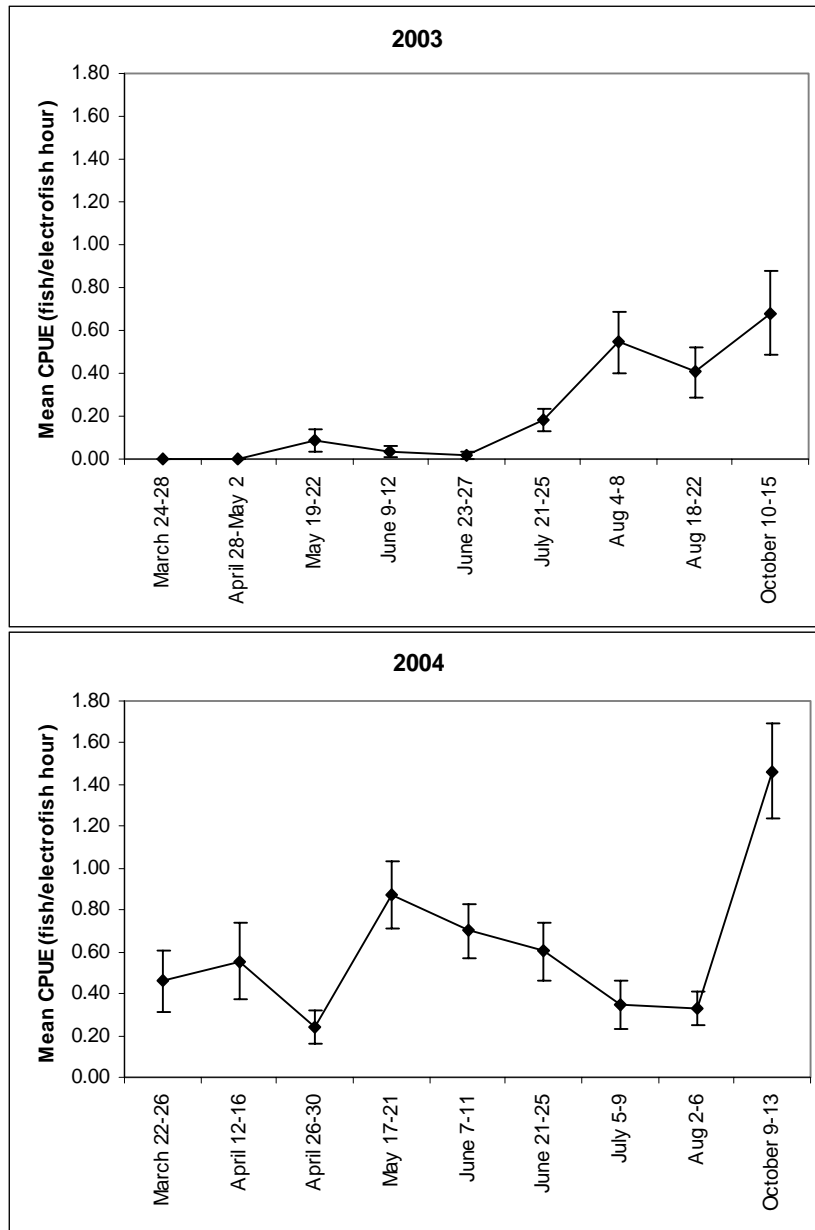 2003
Mean CPUE (fish/electrofish hour)
1.80
1.60
1.40
1.20
1.00
0.80
0.60
0.40
0.20
0.00
March 24-28
April 28-May 2
May 19-22
June 9-12
June 23-27
July 21-25
Aug 4-8
Aug 18-22
October 10-15
2004
Mean CPUE (fish/electrofish hour)
1.80
1.60
1.40
1.20
1.00
0.80
0.60
0.40
0.20
0.00
March 22-26
April 12-16
April 26-30
May 17-21
June 7-11
June 21-25
July 5-9
Aug 2-6
October 9-13